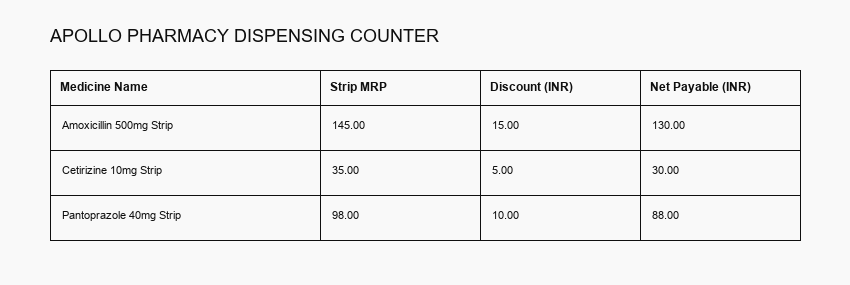 APOLLO PHARMACY DISPENSING COUNTER
Medicine Name Strip MRP Discount (INR) Net Payable (INR)
Amoxicillin 500mg Strip 145.00 15.00 130.00
Cetirizine 10mg Strip 35.00 5.00 30.00
Pantoprazole 40mg Strip 98.00 10.00 88.00